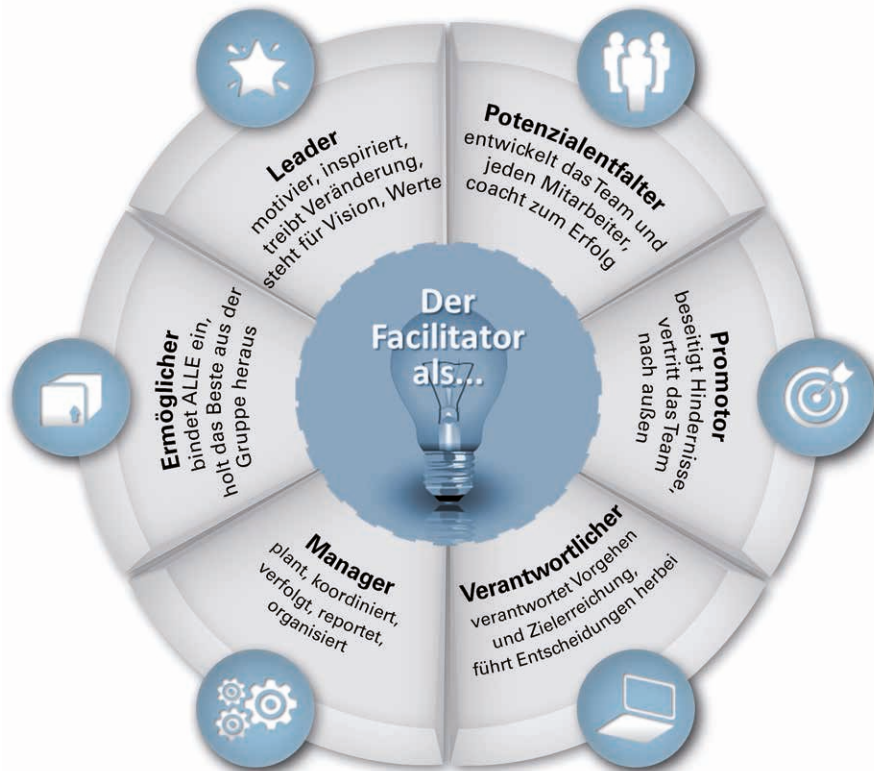 Der
Facilitator
als...
Leader
motivier, inspiriert,
treibt Veränderung,
steht für Vision, Werte
Potenzialentfalter
entwickelt das Team und
jeden Mitarbeiter,
coacht zum Erfolg
Promotor
beseitigt Hindernisse,
vertritt das Team
nach außen
Verantwortlicher
verantwortet Vorgehen
und Zielerreichung,
führt Entscheidungen herbei
Manager
plant, koordiniert,
verfolgt, reportet,
organisiert
Ermöglicher
bindet ALLE ein,
holt das Beste aus der
Gruppe heraus